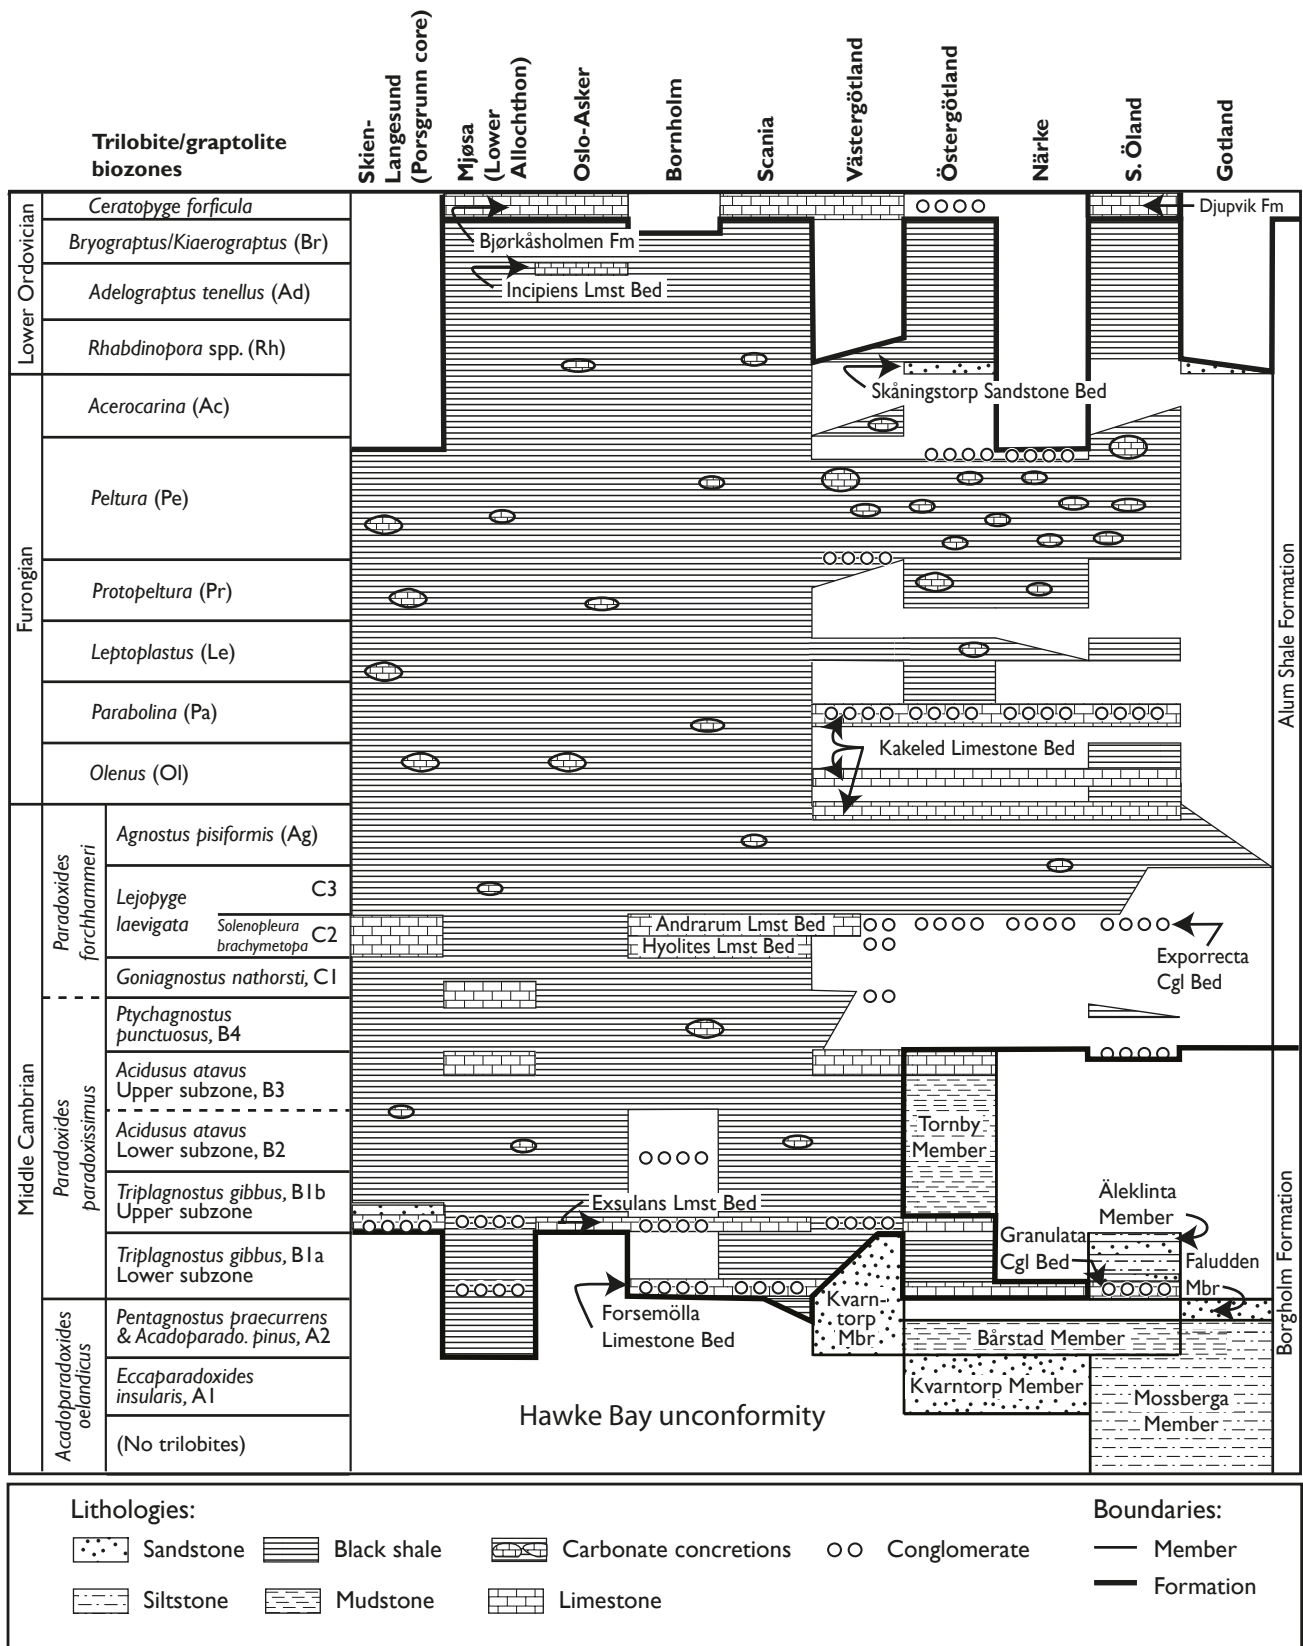 Trilobite/graptolite
biozones
Skien-
Langesund
(Porsgrunn core)
Mjøsa
(Lower
Allochthon)
Oslo-Asker
Bornholm
Scania
Västergötland
Östergötland
Närke
S. Öland
Gotland
Lower Ordovician
Ceratopyge forficula
Bryograptus/Kiaerograptus (Br)
Adelograptus tenellus (Ad)
Rhabdinopora spp. (Rh)
Furongian
Acerocarina (Ac)
Peltura (Pe)
Protopeltura (Pr)
Leptoplastus (Le)
Parabolina (Pa)
Olenus (Ol)
Middle Cambrian
Paradoxides
forchhammeri
Agnostus pisiformis (Ag)
Lejopyge
laevigata
C3
Solenopleura
brachymetopa
C2
Goniagnostus nathorsti, C1
Paradoxides
paradoxissimus
Ptychagnostus
punctuosus, B4
Acidusus atavus
Upper subzone, B3
Acidusus atavus
Lower subzone, B2
Triplagnostus gibbus, B1b
Upper subzone
Triplagnostus gibbus, B1a
Lower subzone
Acadoparadoxides
oelandicus
Pentagnostus praecurrens
& Acadoparado. pinus, A2
Eccaparadoxides
insularis, A1
(No trilobites)
Djupvik Fm
Bjørkåsholmen Fm
Incipiens Lmst Bed
Skåningstorp Sandstone Bed
Kakeled Limestone Bed
Alum Shale Formation
Andrarum Lmst Bed
Hyolites Lmst Bed
Exporrecta
Cgl Bed
Tornby
Member
Exsulans Lmst Bed
Äleklinta
Member
Granulata
Cgl Bed
Faludden
Mbr
Forsemölla
Limestone Bed
Kvarn-
torp
Mbr
Bårstad Member
Kvarntorp Member
Mossberga
Member
Borgholm Formation
Hawke Bay unconformity
Lithologies:
Sandstone
Black shale
Carbonate concretions
Conglomerate
Siltstone
Mudstone
Limestone
Boundaries:
Member
Formation